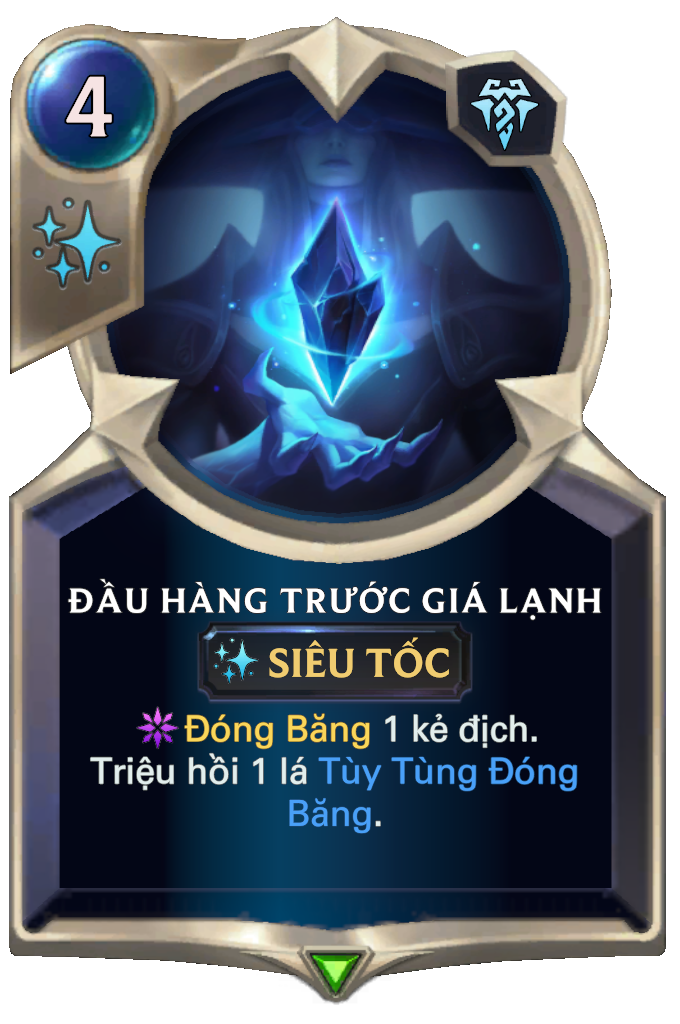 4
ĐẦU HÀNG TRƯỚC GIÁ LẠNH
SIÊU TỐC
Đóng Băng 1 kẻ địch.
Triệu hồi 1 lá Tùy Tùng Đóng
Băng.